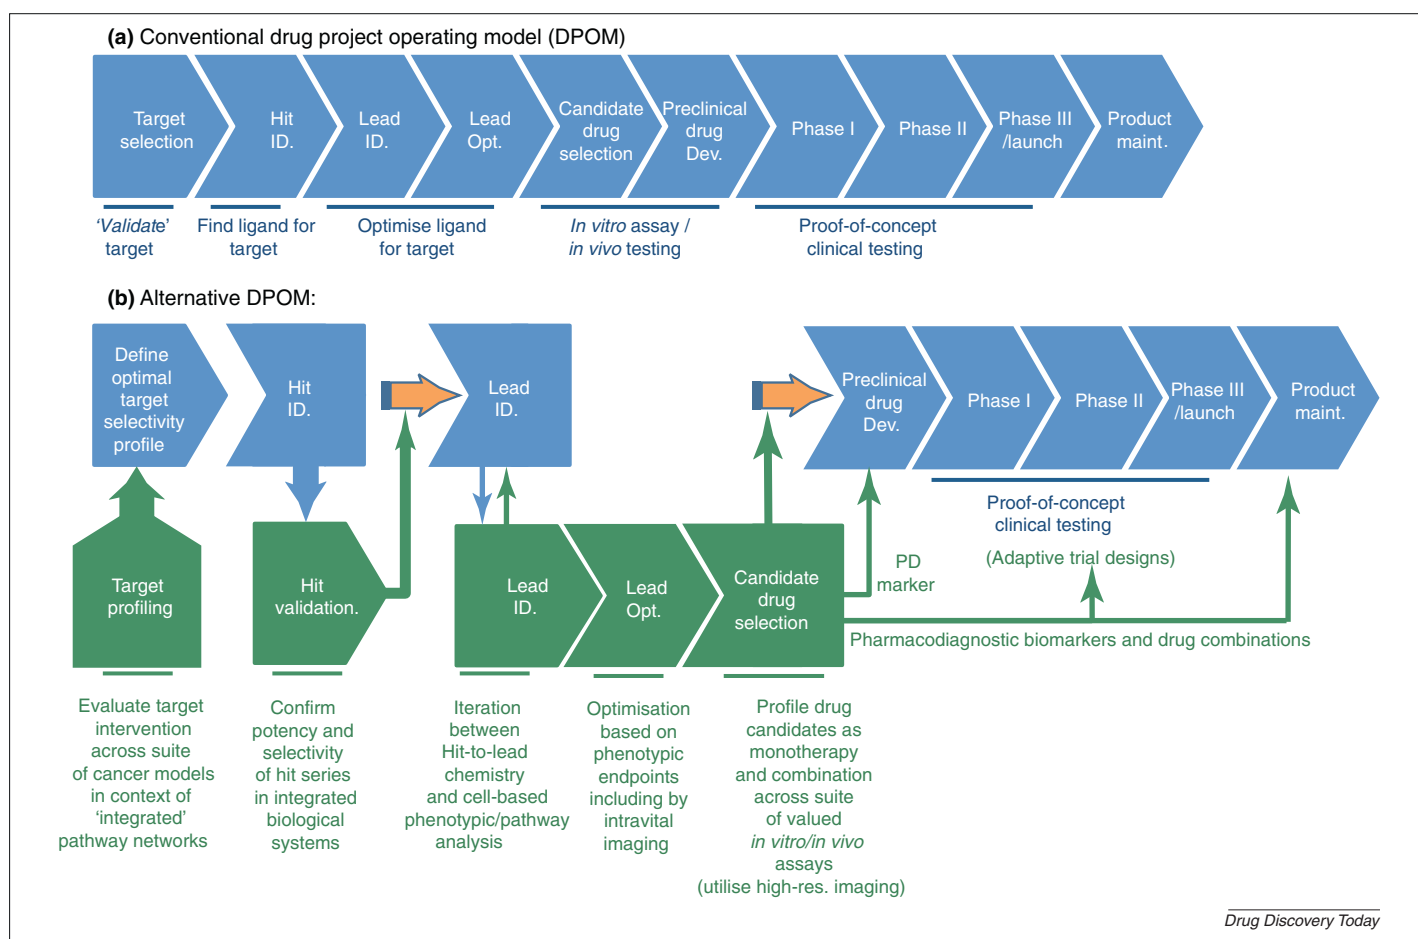 (a) Conventional drug project operating model (DPOM)
Target
selection
Hit
ID.
Lead
ID.
Lead
Opt.
Candidate
drug
selection
Preclinical
drug
Dev.
Phase I
Phase II
Phase III
/launch
Product
maint.
‘Validate’
target
Find ligand for
target
Optimise ligand
for target
In vitro assay /
in vivo testing
Proof-of-concept
clinical testing
(b) Alternative DPOM:
Define
optimal
target
selectivity
profile
Hit
ID.
Lead
ID.
Preclinical
drug
Dev.
Phase I
Phase II
Phase III
/launch
Product
maint.
Proof-of-concept
clinical testing
(Adaptive trial designs)
Target
profiling
Hit
validation.
Lead
ID.
Lead
Opt.
Candidate
drug
selection
PD
marker
Pharmacodiagnostic biomarkers and drug combinations
Evaluate target
intervention
across suite
of cancer models
in context of
‘integrated’
pathway networks
Confirm
potency and
selectivity
of hit series
in integrated
biological
systems
Iteration
between
Hit-to-lead
chemistry
and cell-based
phenotypic/pathway
analysis
Optimisation
based on
phenotypic
endpoints
including by
intravital
imaging
Profile drug
candidates as
monotherapy
and combination
across suite
of valued
in vitro/in vivo
assays
(utilise high-res. imaging)
Drug Discovery Today